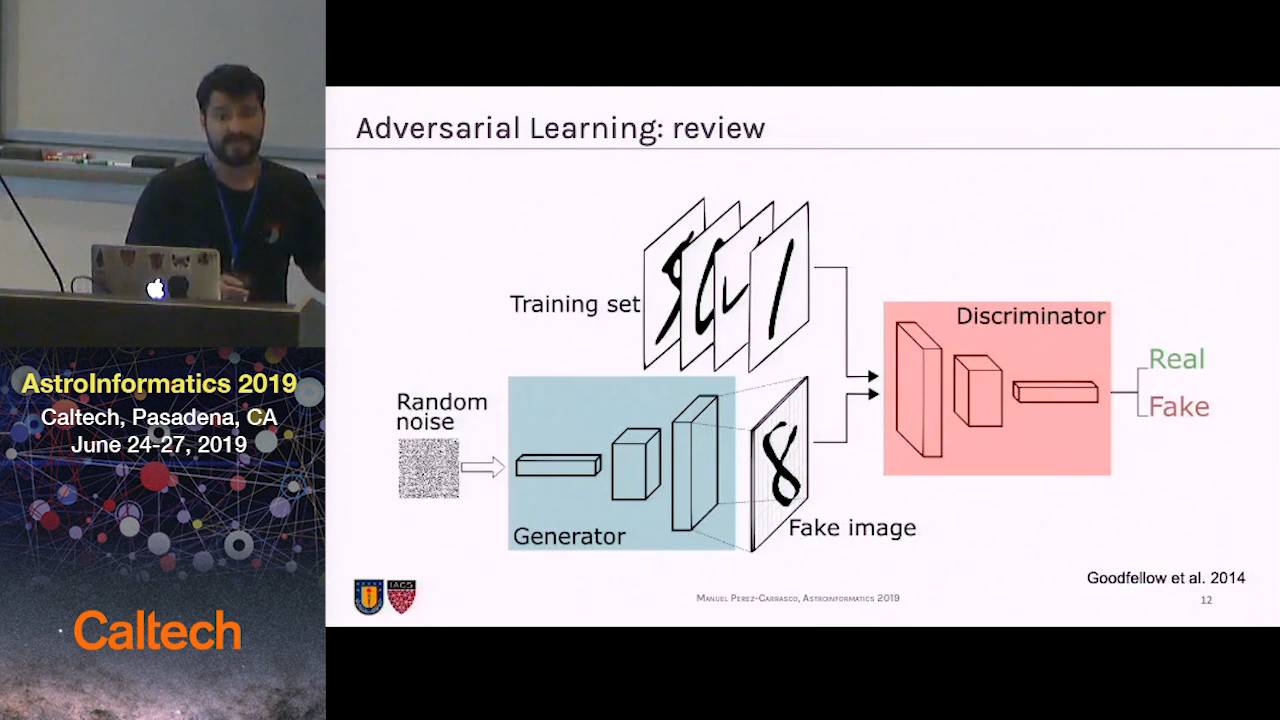 Adversarial Learning: review
Training set
Discriminator
Real
Fake
Random
noise
Generator
Fake image
Goodfellow et al. 2014
IACS
Manuel Perez-Carrasco, Astroinformatics 2019
12
AstroInformatics 2019
Caltech, Pasadena, CA
June 24-27, 2019
Caltech